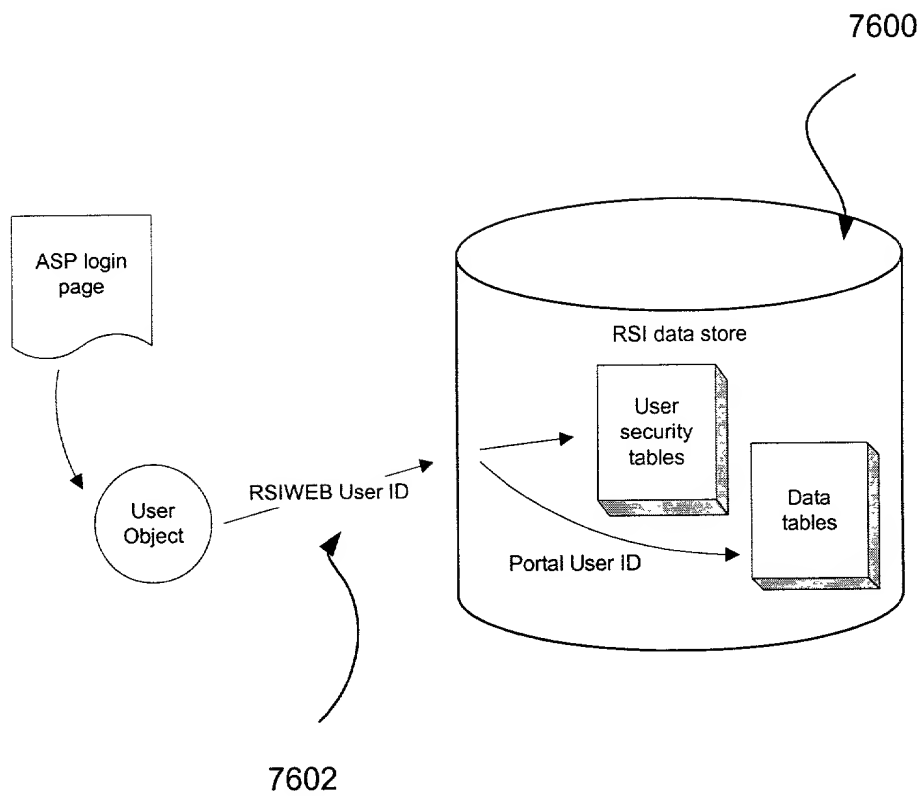 7600
ASP login
page
RSI data store
User
security
tables
RSIWEB User ID
User
Object
Data
tables
Portal User ID
7602